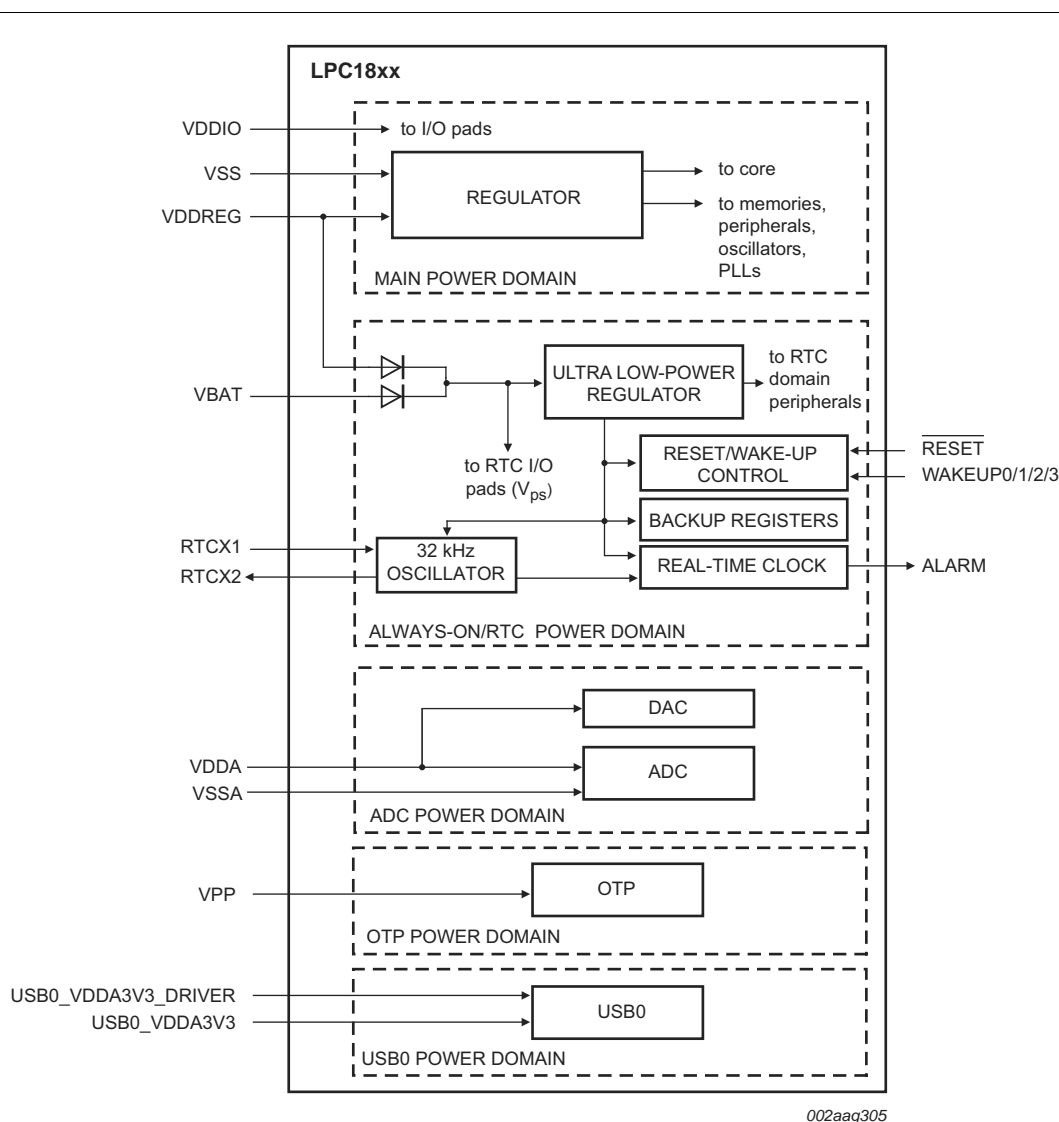 LPC18xx
VDDIO
to I/O pads
VSS
REGULATOR
to core
VDDREG
to memories,
peripherals,
oscillators,
PLLs
MAIN POWER DOMAIN
VBAT
ULTRA LOW-POWER
REGULATOR
to RTC
domain
peripherals
to RTC I/O
pads (Vps)
RESET/WAKE-UP
CONTROL
RESET
WAKEUP0/1/2/3
BACKUP REGISTERS
RTCX1
RTCX2
32 kHz
OSCILLATOR
REAL-TIME CLOCK
ALARM
ALWAYS-ON/RTC POWER DOMAIN
DAC
VDDA
ADC
VSSA
ADC POWER DOMAIN
VPP
OTP
OTP POWER DOMAIN
USB0_VDDA3V3_DRIVER
USB0_VDDA3V3
USB0
USB0 POWER DOMAIN
002aag305